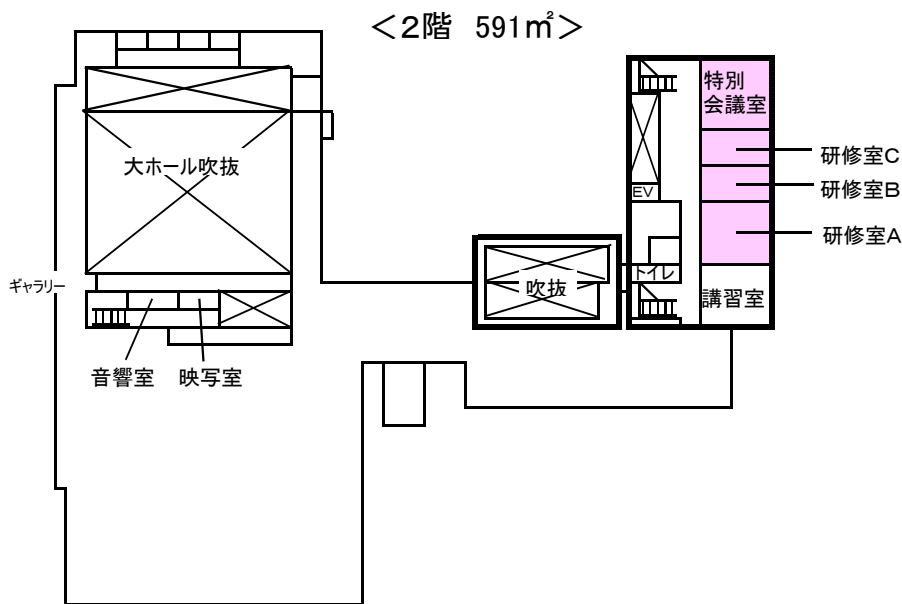 ＜2階 591㎡＞
特別
会議室
大ホール吹抜
研修室C
研修室B
EV
研修室A
トイレ
ギャラリー
吹抜
講習室
音響室
映写室